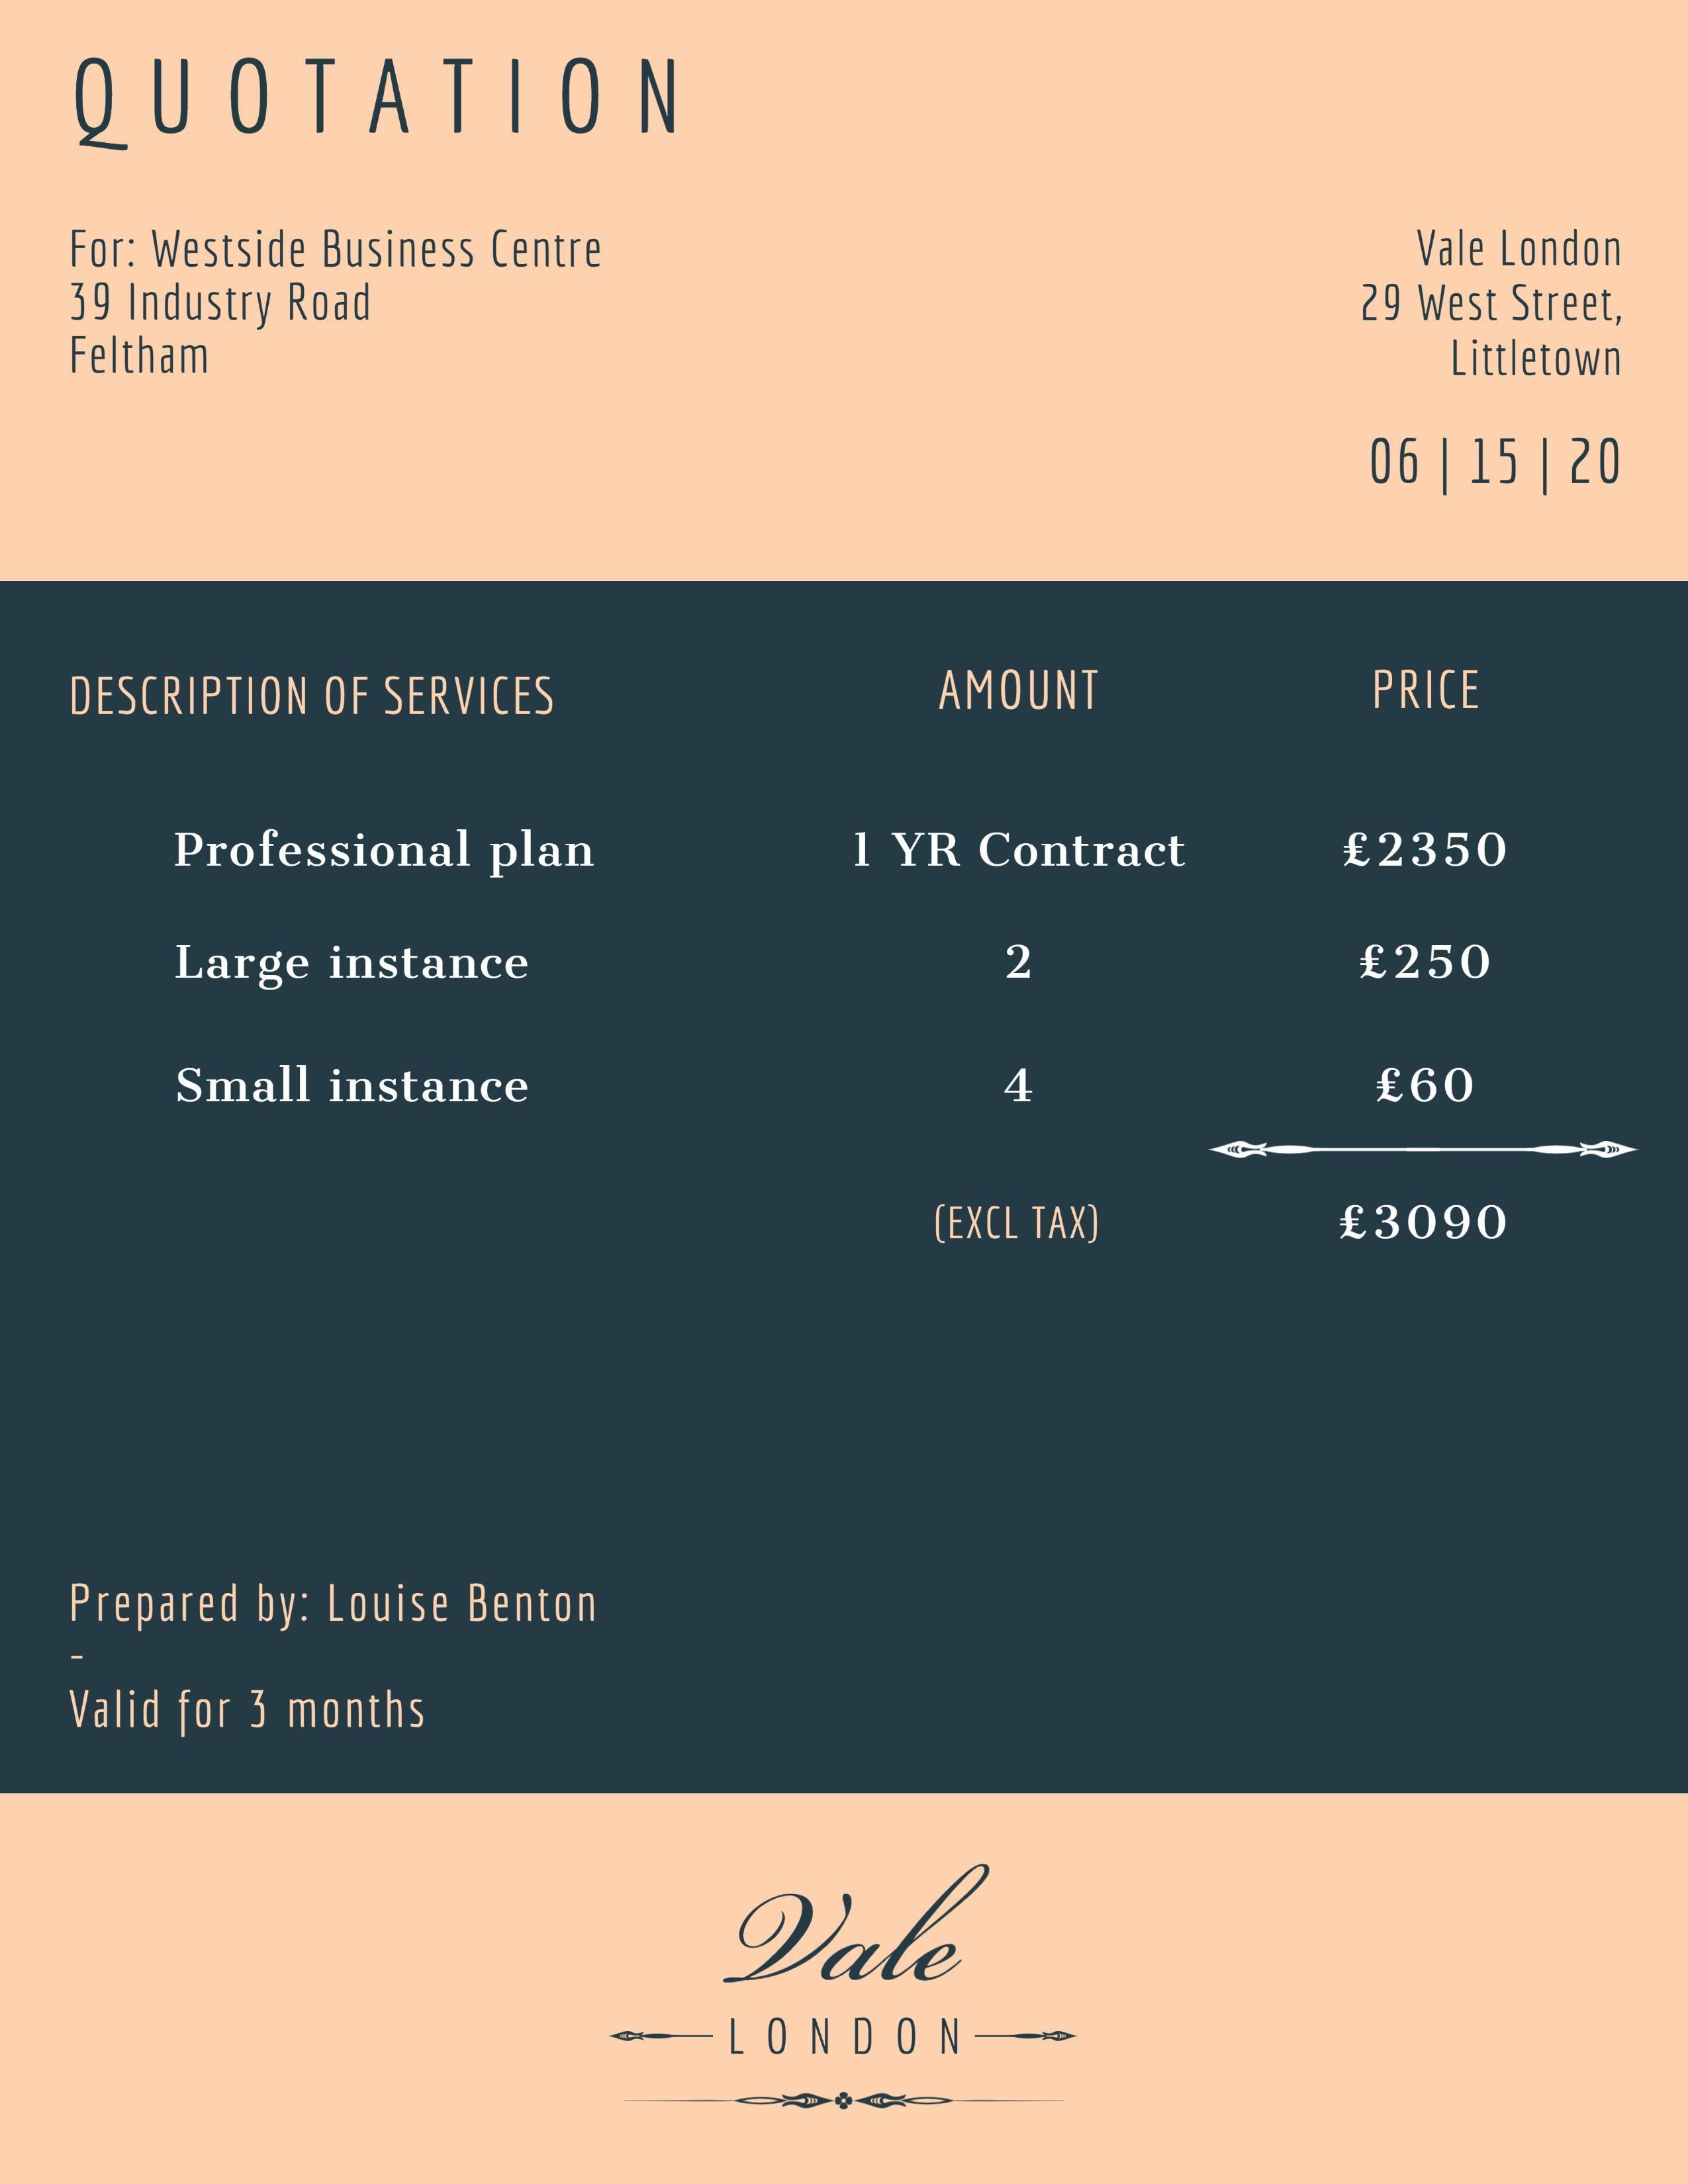 QUOTATION
For: Westside Business Centre
39 Industry Road
Feltham
Vale London
29 West Street,
Littletown
06 | 15 | 20
DESCRIPTION OF SERVICES AMOUNT PRICE
Professional plan 1 YR Contract £2350
Large instance 2 £250
Small instance 4 £60
(EXCL TAX) £3090
Prepared by: Louise Benton
-
Valid for 3 months
Vale
LONDON